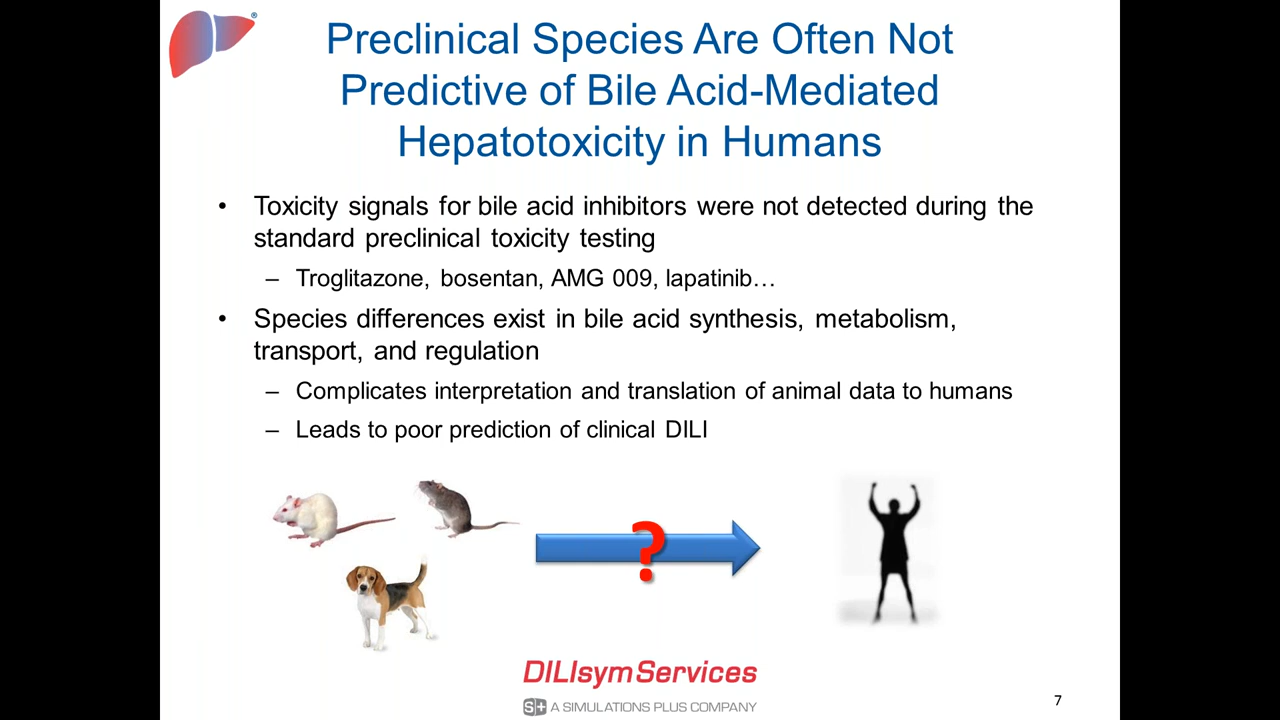 ®
Preclinical Species Are Often Not
Predictive of Bile Acid-Mediated
Hepatotoxicity in Humans
• Toxicity signals for bile acid inhibitors were not detected during the
standard preclinical toxicity testing
– Troglitazone, bosentan, AMG 009, lapatinib…
• Species differences exist in bile acid synthesis, metabolism,
transport, and regulation
– Complicates interpretation and translation of animal data to humans
– Leads to poor prediction of clinical DILI
?
DILIsym Services
S+ A SIMULATIONS PLUS COMPANY
7